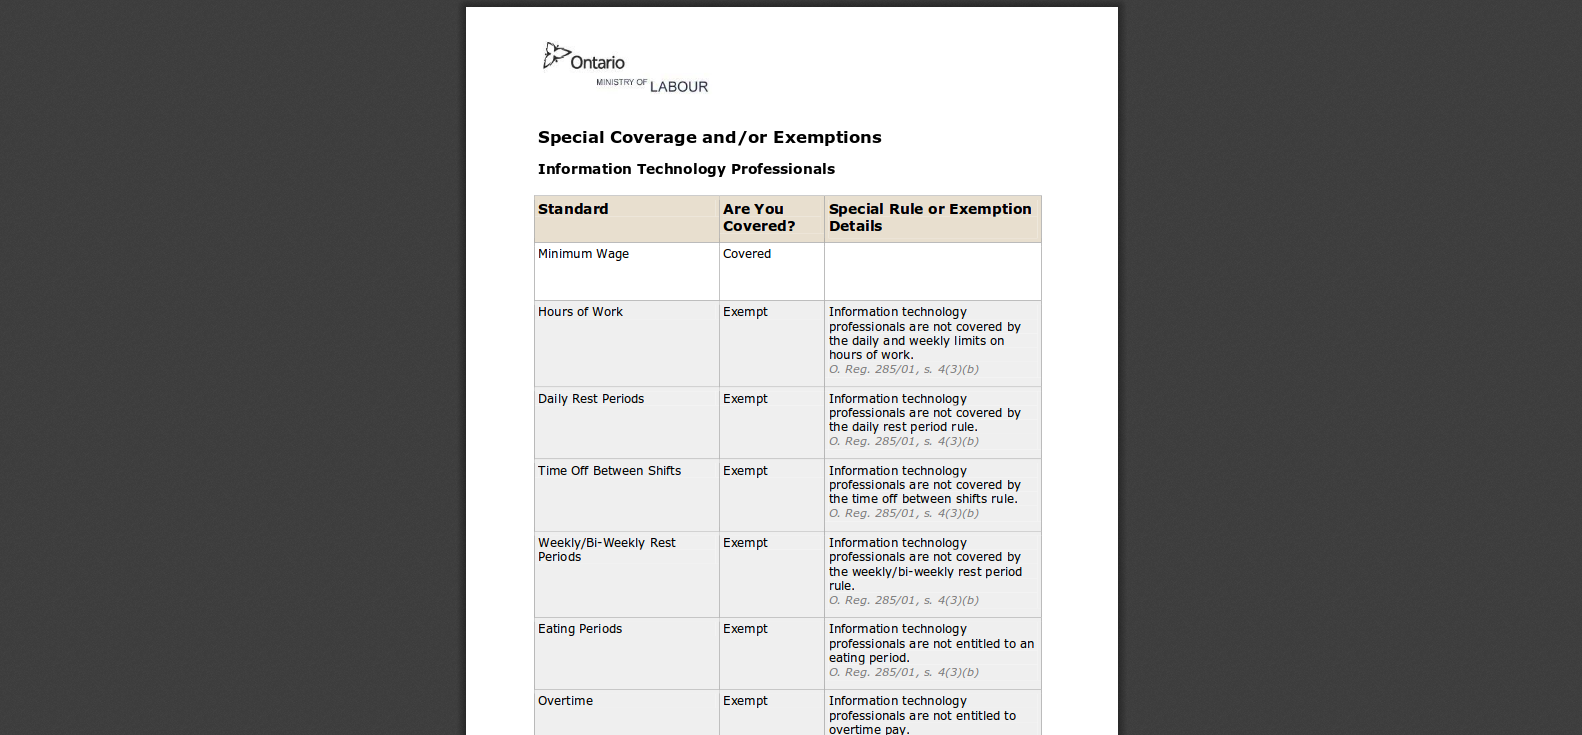 Ontario
MINISTRY OF LABOUR
Special Coverage and/or Exemptions
Information Technology Professionals
Standard
Are You
Covered?
Special Rule or Exemption
Details
Minimum Wage
Covered
Hours of Work
Exempt
Information technology
professionals are not covered by
the daily and weekly limits on
hours of work.
O. Reg. 285/01, s. 4(3)(b)
Daily Rest Periods
Exempt
Information technology
professionals are not covered by
the daily rest period rule.
O. Reg. 285/01, s. 4(3)(b)
Time Off Between Shifts
Exempt
Information technology
professionals are not covered by
the time off between shifts rule.
O. Reg. 285/01, s. 4(3)(b)
Weekly/Bi-Weekly Rest
Periods
Exempt
Information technology
professionals are not covered by
the weekly/bi-weekly rest period
rule.
O. Reg. 285/01, s. 4(3)(b)
Eating Periods
Exempt
Information technology
professionals are not entitled to an
eating period.
O. Reg. 285/01, s. 4(3)(b)
Overtime
Exempt
Information technology
professionals are not entitled to
overtime pay.